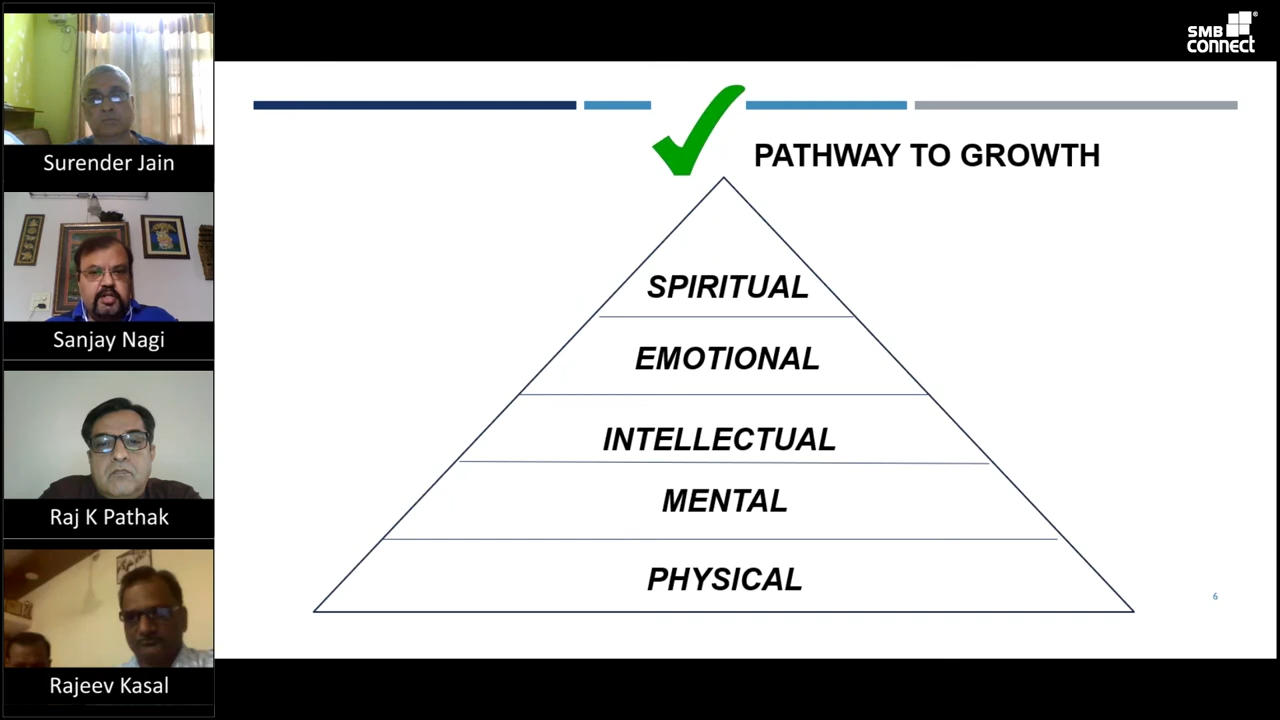 SMB
connect
Surender Jain
Sanjay Nagi
Raj K Pathak
Rajeev Kasal
PATHWAY TO GROWTH
SPIRITUAL
EMOTIONAL
INTELLECTUAL
MENTAL
PHYSICAL
6